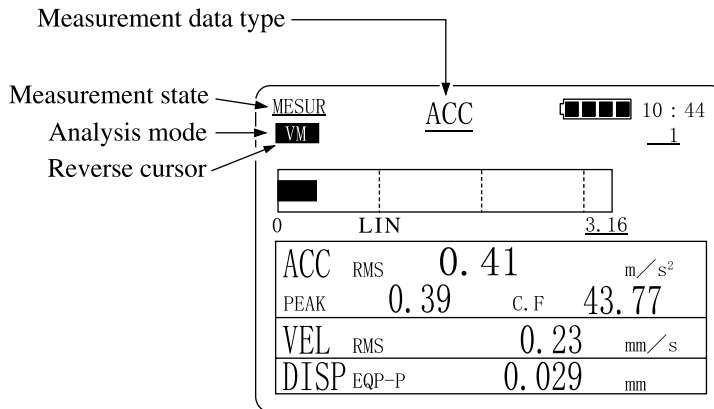 Measurement data type
Measurement state
Analysis mode
Reverse cursor
MESUR
VM
ACC
10 : 44
1
0 LIN 3.16
ACC RMS 0.41 m/s²
PEAK 0.39 C.F 43.77
VEL RMS 0.23 mm/s
DISP EQP-P 0.029 mm